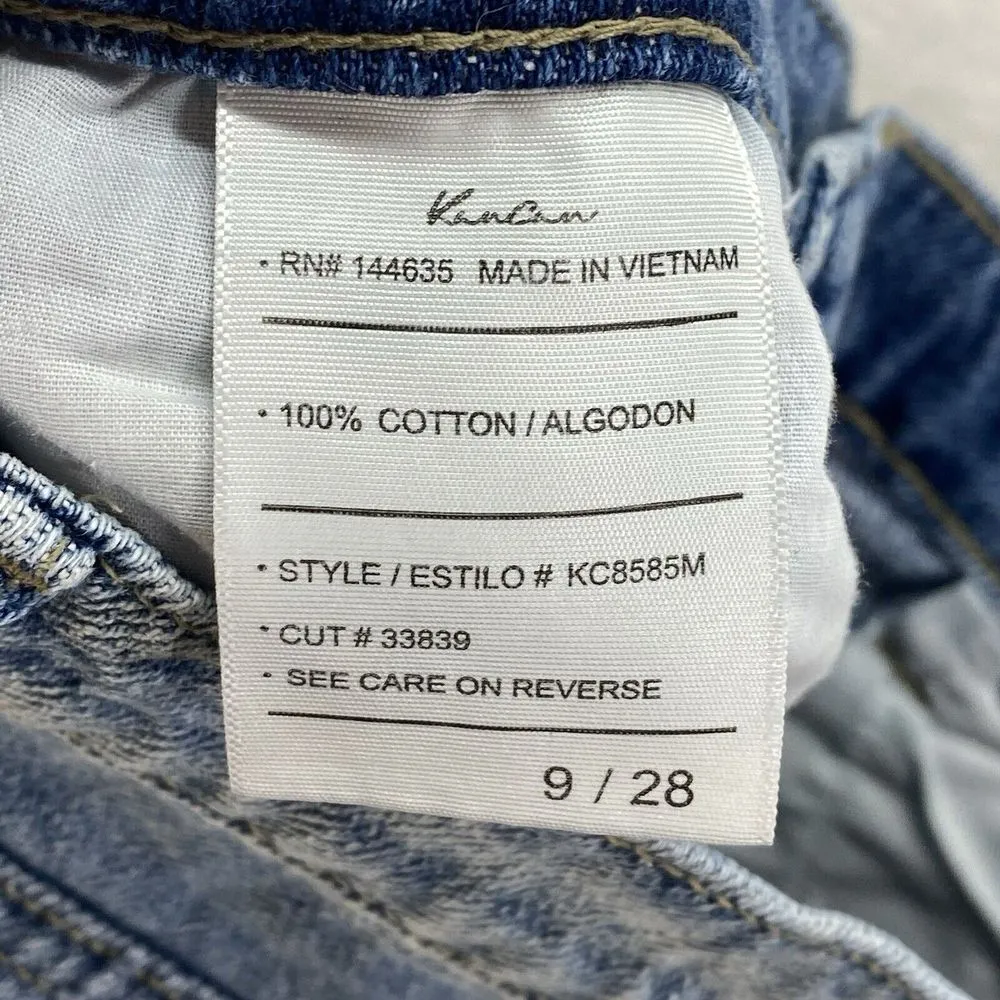 KanCan
• RN# 144635 MADE IN VIETNAM
• 100% COTTON / ALGODON
• STYLE / ESTILO # KC8585M
• CUT # 33839
• SEE CARE ON REVERSE
9 / 28